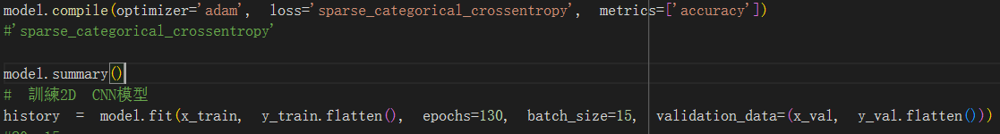 model.compile(optimizer='adam', loss='sparse_categorical_crossentropy', metrics=['accuracy'])
#'sparse_categorical_crossentropy'
model.summary()
# 訓練2D CNN模型
history = model.fit(x_train, y_train.flatten(), epochs=130, batch_size=15, validation_data=(x_val, y_val.flatten()))